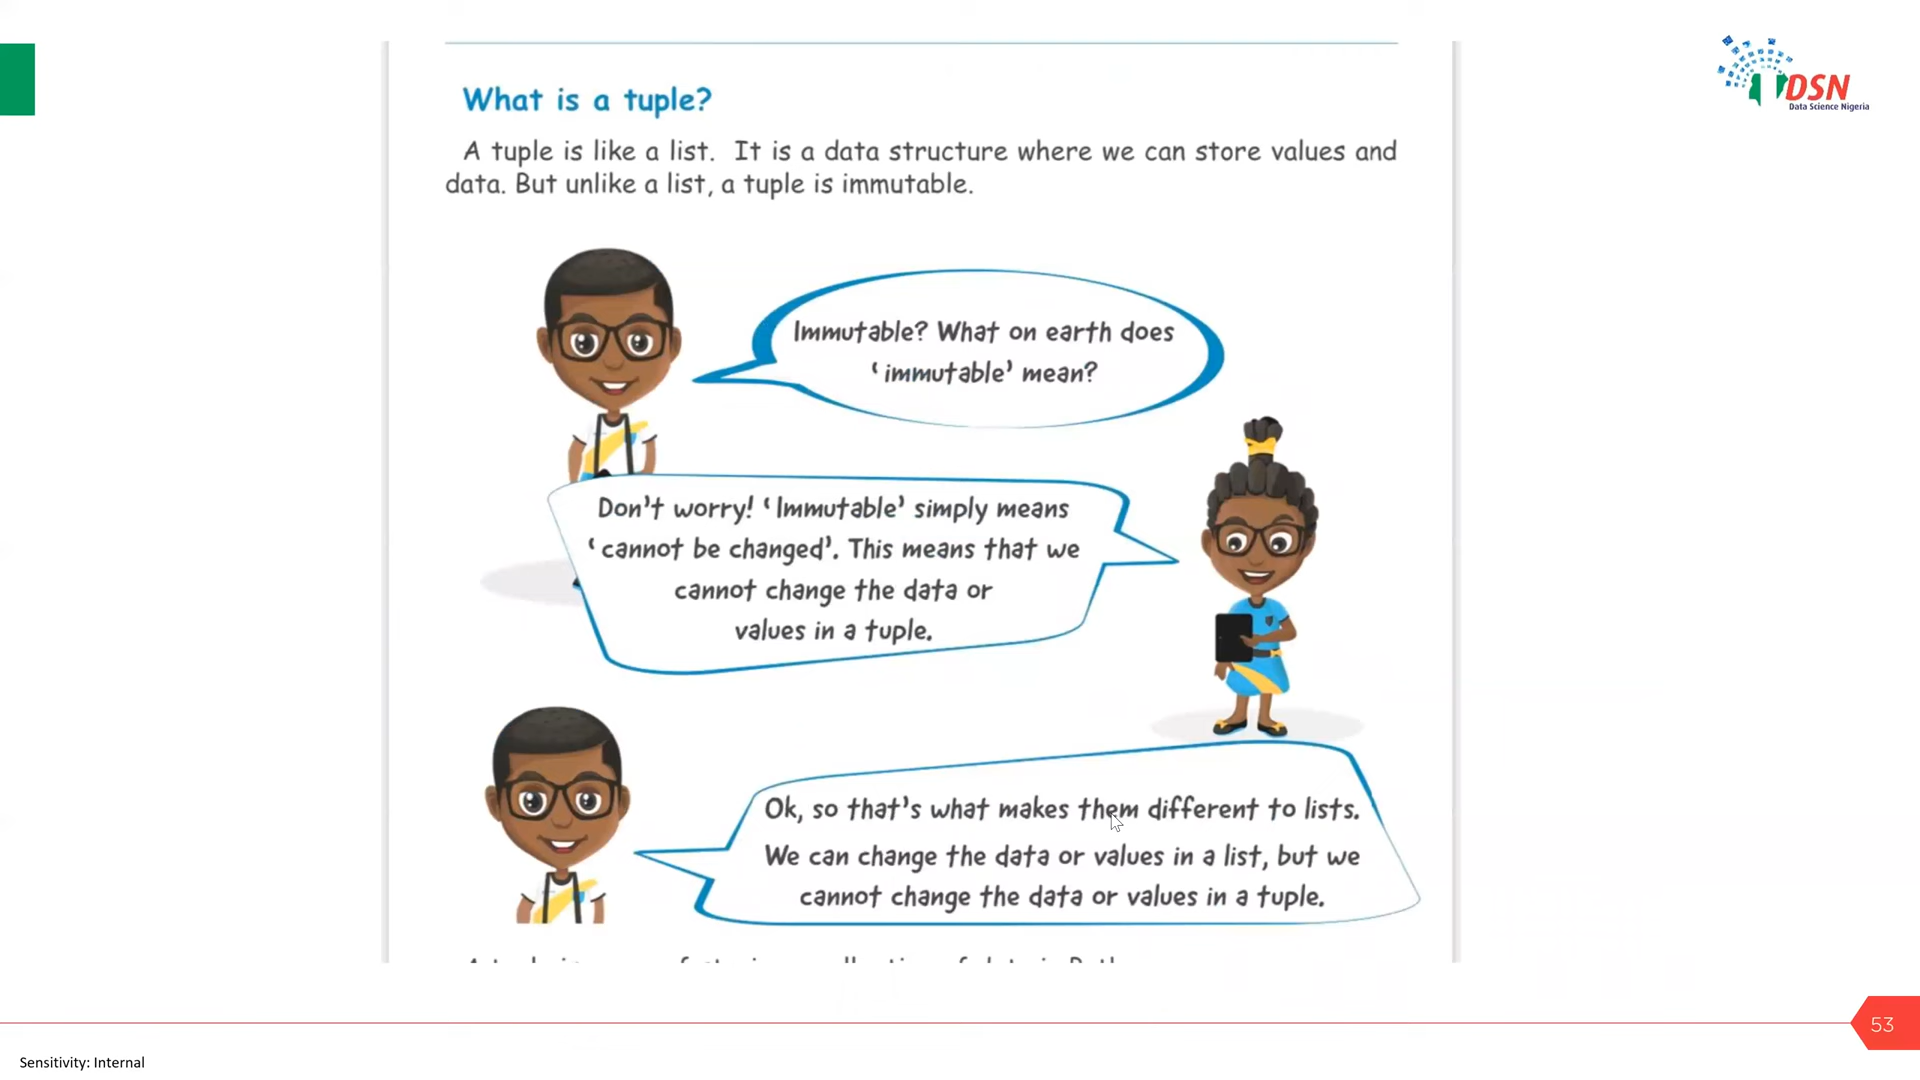 DSN
Data Science Nigeria
What is a tuple?
A tuple is like a list. It is a data structure where we can store values and
data. But unlike a list, a tuple is immutable.
Immutable? What on earth does
‘immutable’ mean?
Don’t worry! ‘Immutable’ simply means
‘cannot be changed’. This means that we
cannot change the data or
values in a tuple.
Ok, so that’s what makes them different to lists.
We can change the data or values in a list, but we
cannot change the data or values in a tuple.
53
Sensitivity: Internal